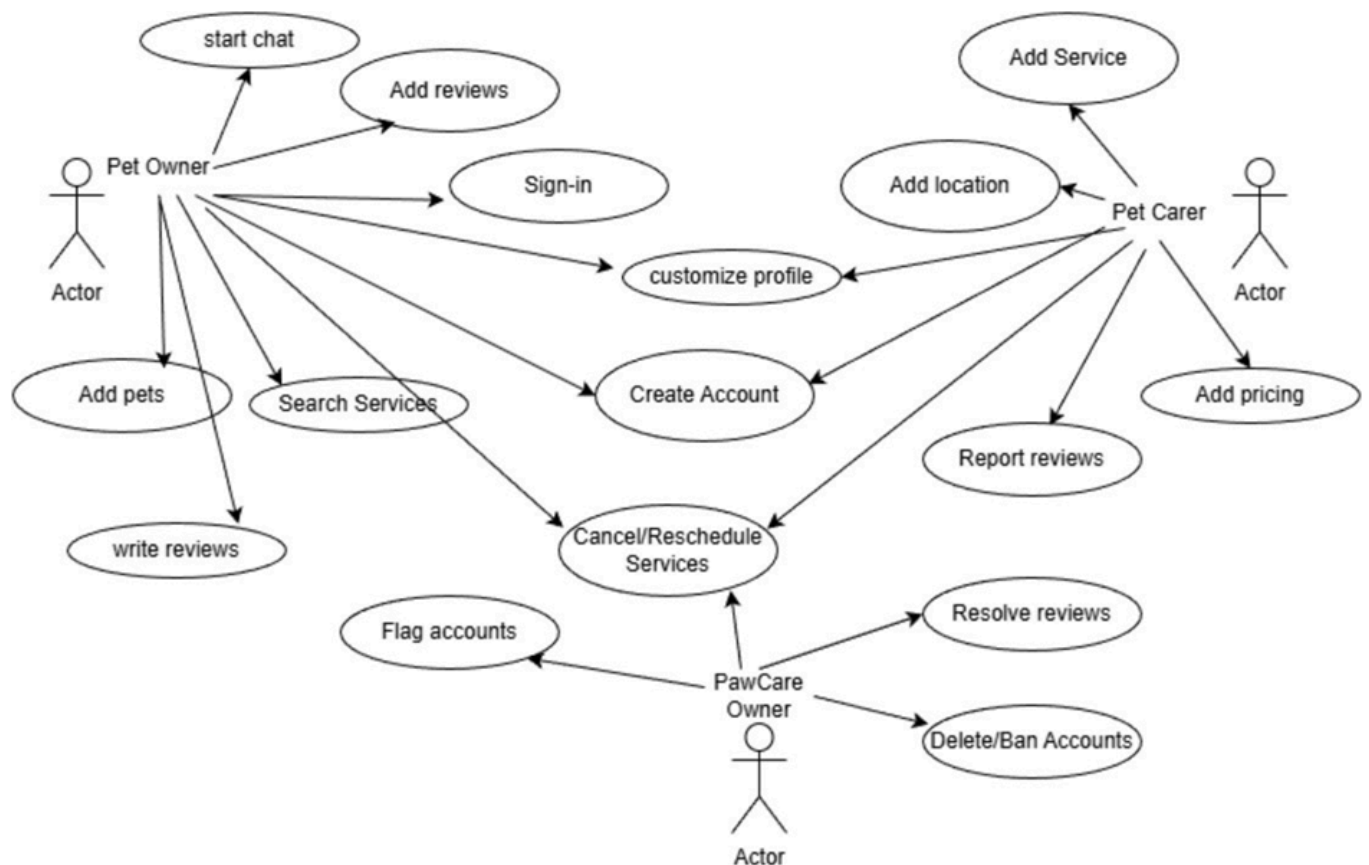 start chat
Add Service
Add reviews
Pet Owner
Sign-in
Add location
Pet Carer
customize profile
Actor
Actor
Add pets
Search Services
Create Account
Add pricing
Report reviews
write reviews
Cancel/Reschedule
Services
Flag accounts
Resolve reviews
PawCare
Owner
Delete/Ban Accounts
Actor